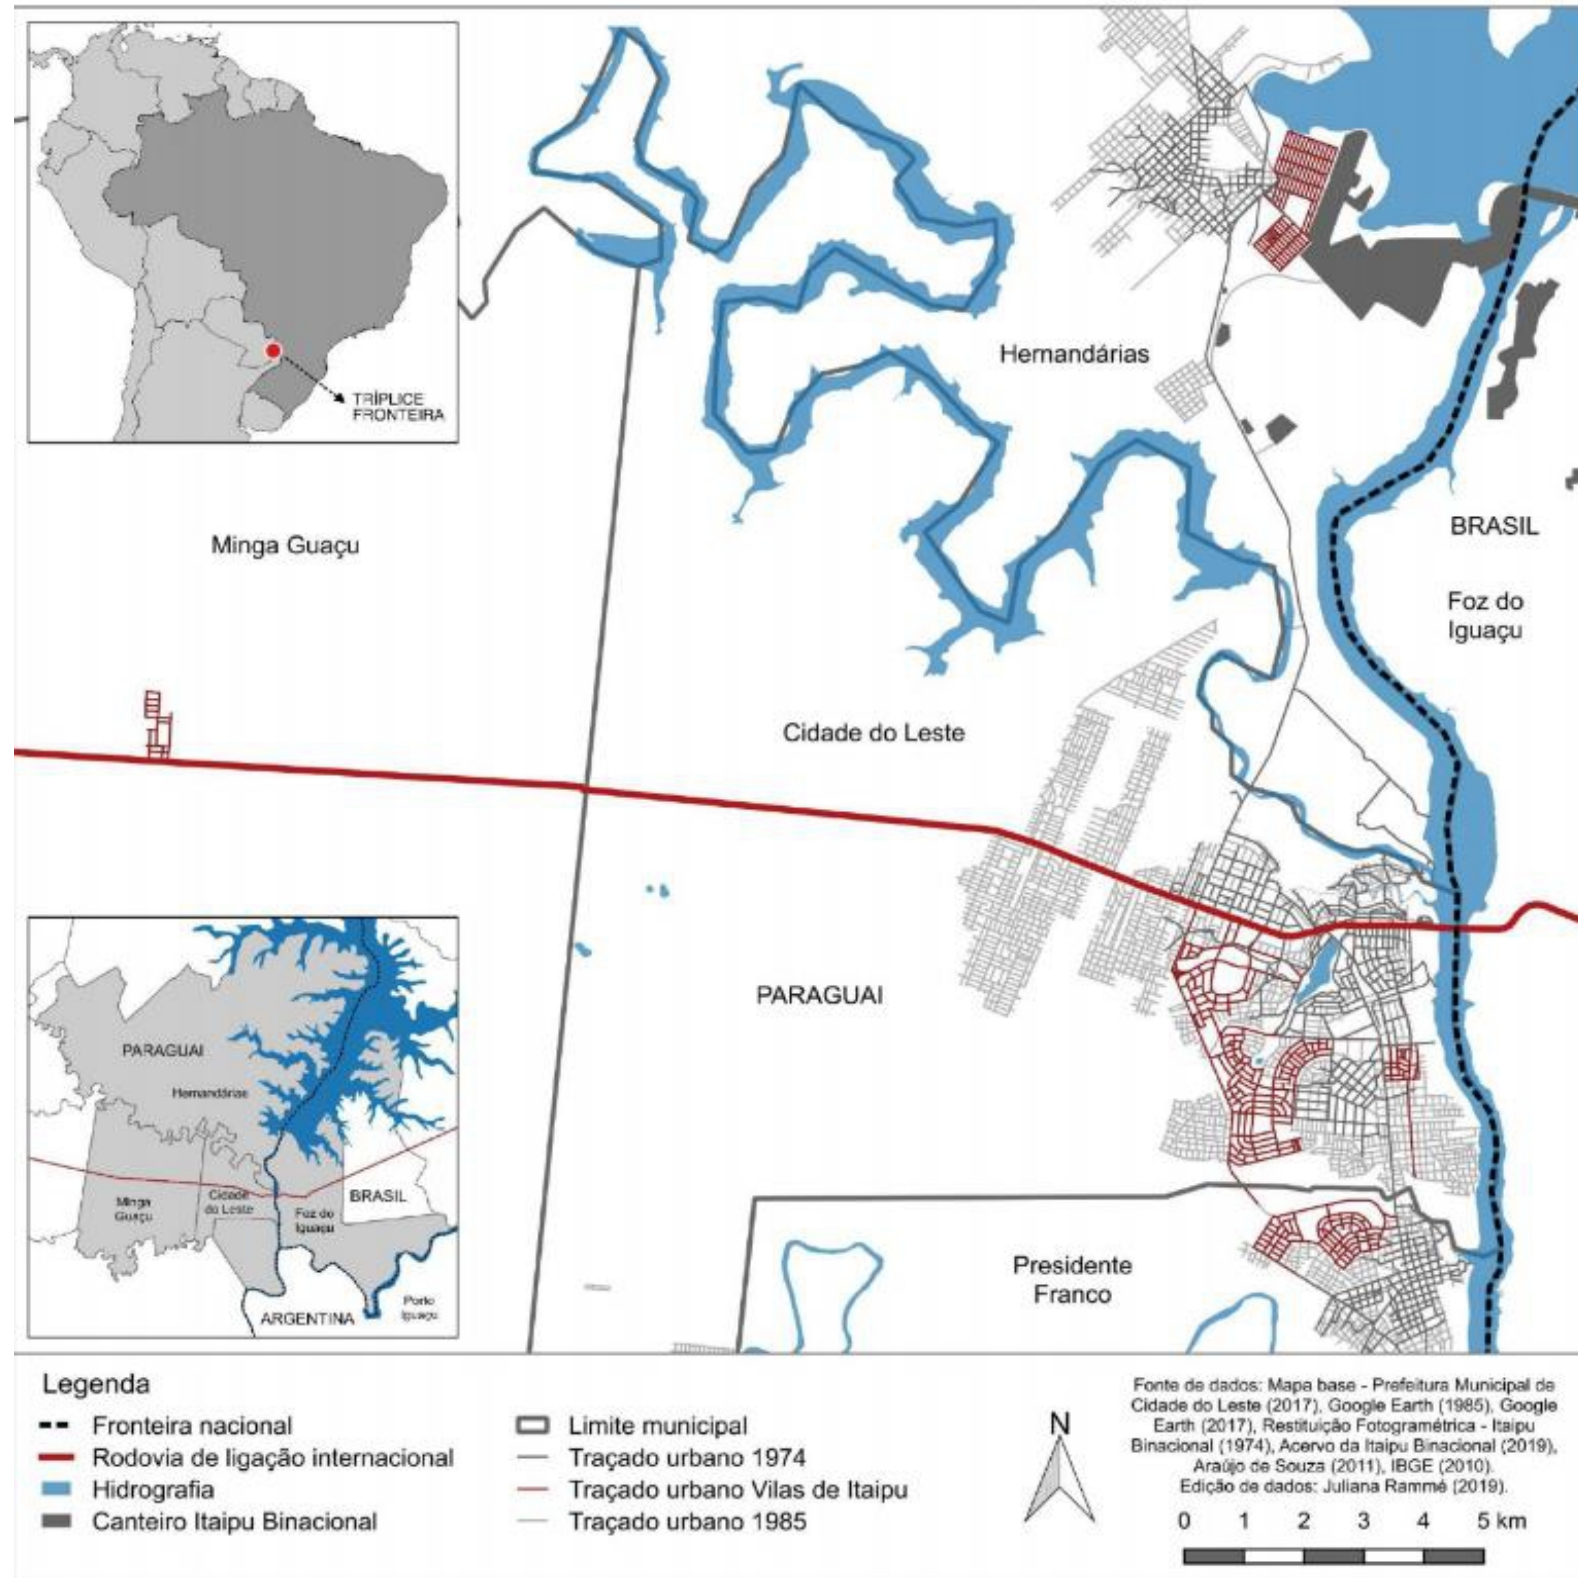 TRÍPLICE
FRONTEIRA
Hernandárias
BRASIL
Minga Guaçu
Foz do
Iguaçu
Cidade do Leste
PARAGUAI
Presidente
Franco
PARAGUAI
Hernandárias
BRASIL
Minga
Guaçu
Cidade
do Leste
Foz do
Iguaçu
ARGENTINA
Porto
Iguaçu
Legenda
Fronteira nacional
Rodovia de ligação internacional
Hidrografia
Canteiro Itaipu Binacional
Limite municipal
Traçado urbano 1974
Traçado urbano Vilas de Itaipu
Traçado urbano 1985
N
Fonte de dados: Mapa base - Prefeitura Municipal de
Cidade do Leste (2017), Google Earth (1985), Google
Earth (2017), Restituição Fotogramétrica - Itaipu
Binacional (1974), Acervo da Itaipu Binacional (2019),
Araújo de Souza (2011), IBGE (2010).
Edição de dados: Juliana Rammé (2019).
0 1 2 3 4 5 km